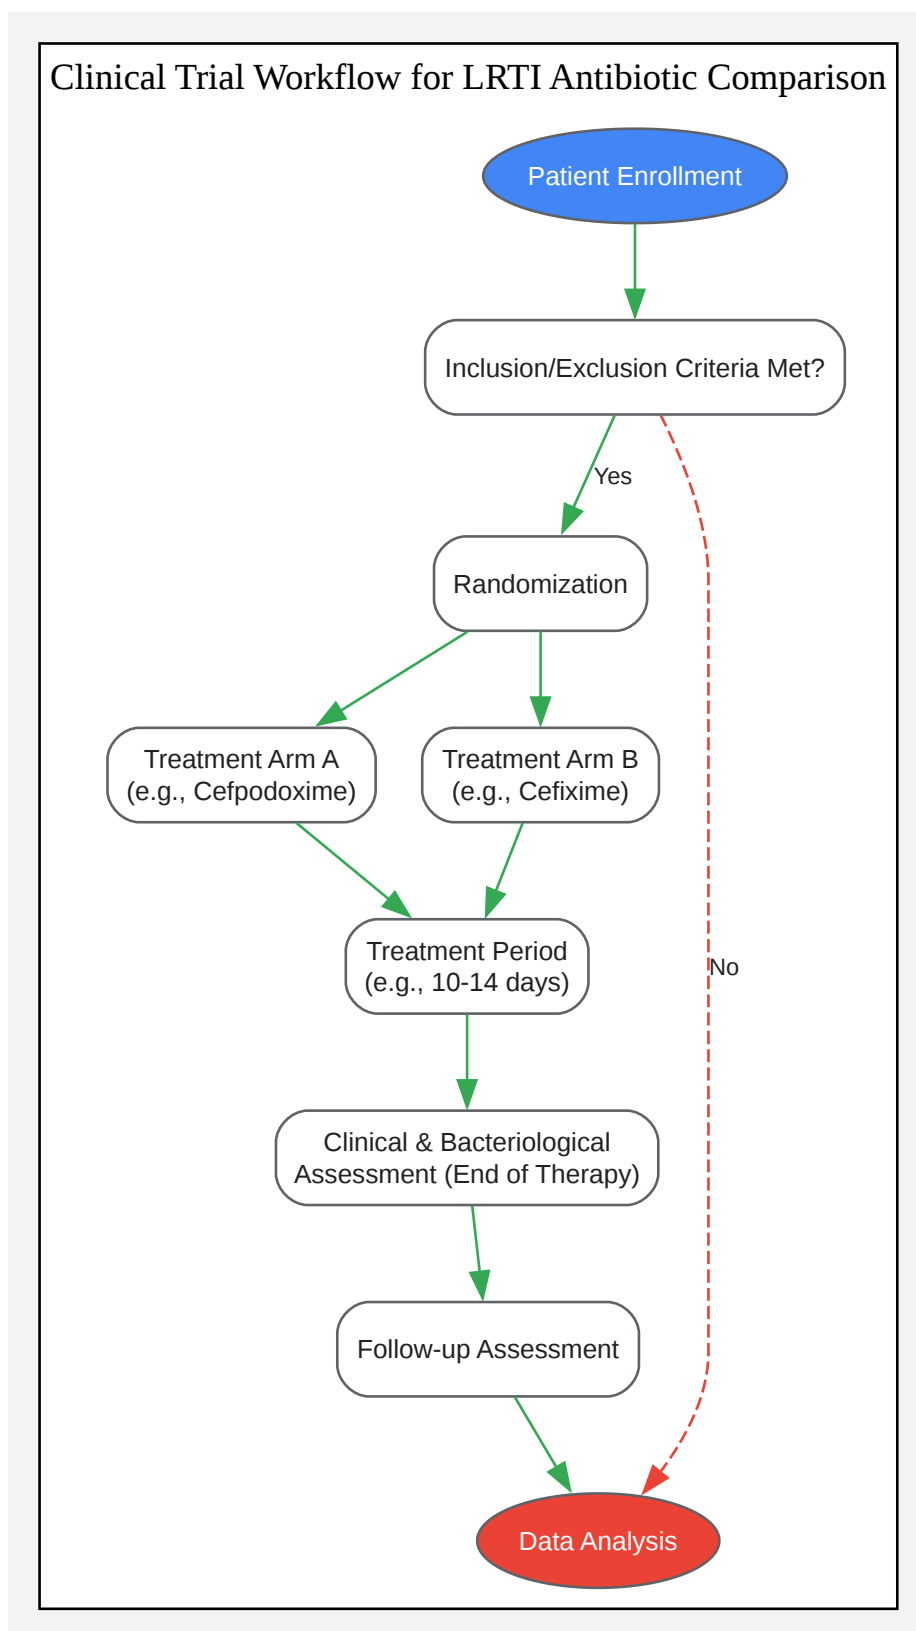 Clinical Trial Workflow for LRTI Antibiotic Comparison
Patient Enrollment
Inclusion/Exclusion Criteria Met?
Yes
Randomization
Treatment Arm A
(e.g., Cefpodoxime)
Treatment Arm B
(e.g., Cefixime)
Treatment Period
(e.g., 10-14 days)
No
Clinical & Bacteriological
Assessment (End of Therapy)
Follow-up Assessment
Data Analysis